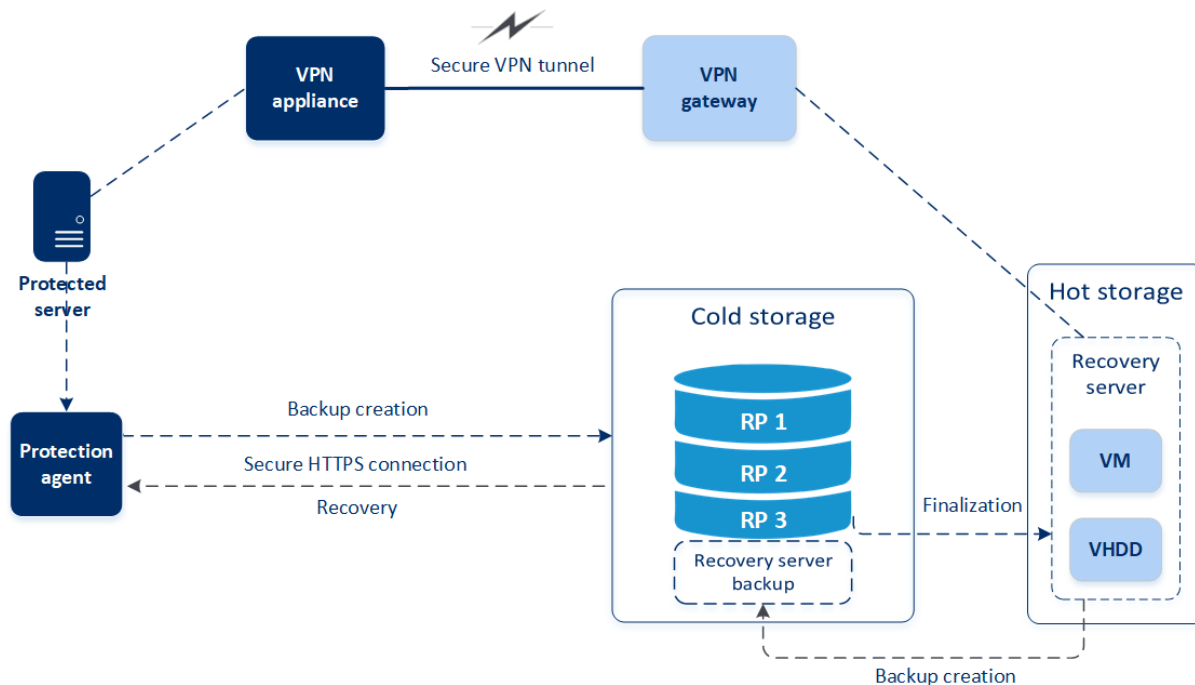 VPN
appliance
Secure VPN tunnel
VPN
gateway
Protected
server
Protection
agent
Backup creation
Secure HTTPS connection
Recovery
Cold storage
RP 1
RP 2
RP 3
Recovery server
backup
Finalization
Hot storage
Recovery
server
VM
VHDD
Backup creation